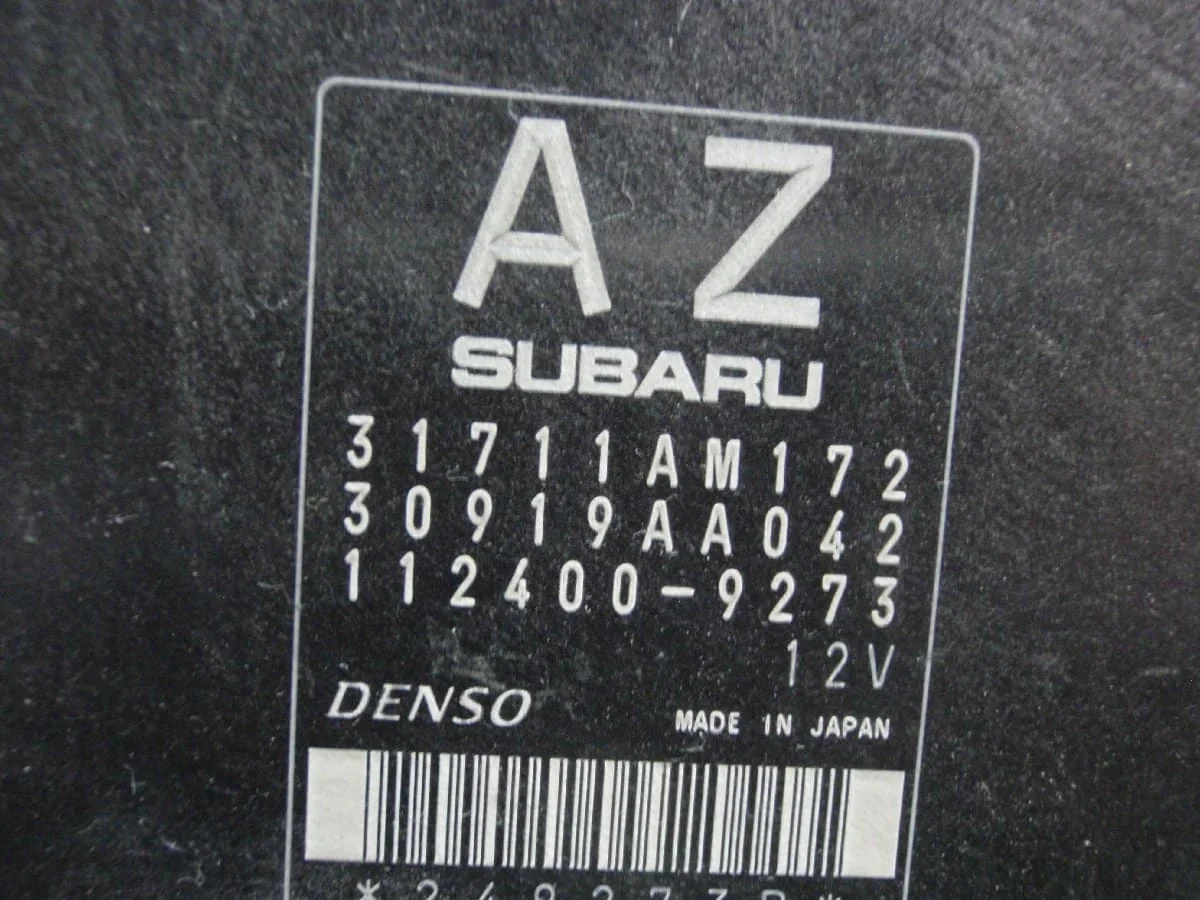 AZ
SUBARU
31711AM172
30919AA042
112400-9273
12V
DENSO
MADE IN JAPAN